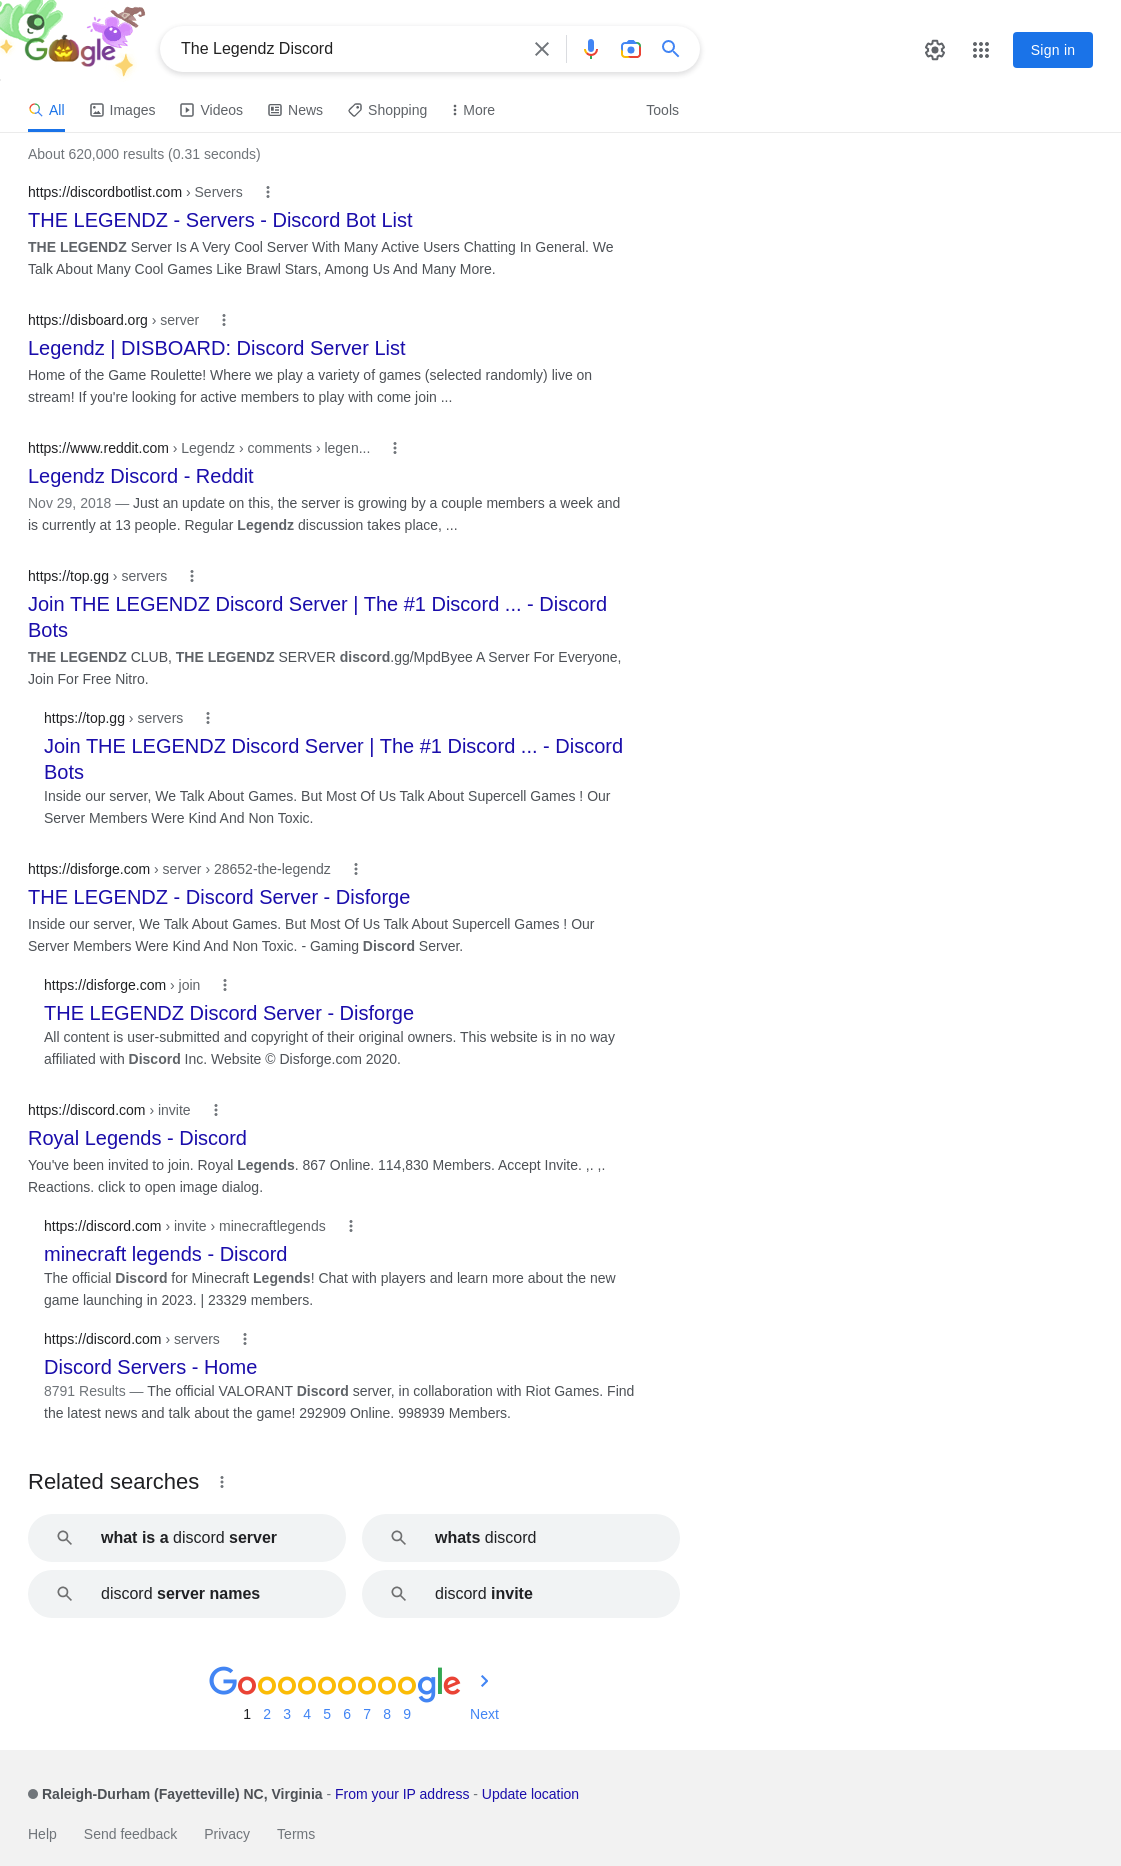 Google
The Legendz Discord
Sign in
All Images Videos News Shopping More Tools
About 620,000 results (0.31 seconds)
https://discordbotlist.com › Servers
THE LEGENDZ - Servers - Discord Bot List
THE LEGENDZ Server Is A Very Cool Server With Many Active Users Chatting In General. We
Talk About Many Cool Games Like Brawl Stars, Among Us And Many More.
https://disboard.org › server
Legendz | DISBOARD: Discord Server List
Home of the Game Roulette! Where we play a variety of games (selected randomly) live on
stream! If you're looking for active members to play with come join ...
https://www.reddit.com › Legendz › comments › legen...
Legendz Discord - Reddit
Nov 29, 2018 — Just an update on this, the server is growing by a couple members a week and
is currently at 13 people. Regular Legendz discussion takes place, ...
https://top.gg › servers
Join THE LEGENDZ Discord Server | The #1 Discord ... - Discord
Bots
THE LEGENDZ CLUB, THE LEGENDZ SERVER discord.gg/MpdByee A Server For Everyone,
Join For Free Nitro.
https://top.gg › servers
Join THE LEGENDZ Discord Server | The #1 Discord ... - Discord
Bots
Inside our server, We Talk About Games. But Most Of Us Talk About Supercell Games ! Our
Server Members Were Kind And Non Toxic.
https://disforge.com › server › 28652-the-legendz
THE LEGENDZ - Discord Server - Disforge
Inside our server, We Talk About Games. But Most Of Us Talk About Supercell Games ! Our
Server Members Were Kind And Non Toxic. - Gaming Discord Server.
https://disforge.com › join
THE LEGENDZ Discord Server - Disforge
All content is user-submitted and copyright of their original owners. This website is in no way
affiliated with Discord Inc. Website © Disforge.com 2020.
https://discord.com › invite
Royal Legends - Discord
You've been invited to join. Royal Legends. 867 Online. 114,830 Members. Accept Invite. ,. ,.
Reactions. click to open image dialog.
https://discord.com › invite › minecraftlegends
minecraft legends - Discord
The official Discord for Minecraft Legends! Chat with players and learn more about the new
game launching in 2023. | 23329 members.
https://discord.com › servers
Discord Servers - Home
8791 Results — The official VALORANT Discord server, in collaboration with Riot Games. Find
the latest news and talk about the game! 292909 Online. 998939 Members.
Related searches
what is a discord server
whats discord
discord server names
discord invite
Gooooooooogle
1 2 3 4 5 6 7 8 9 Next
Raleigh-Durham (Fayetteville) NC, Virginia - From your IP address - Update location
Help Send feedback Privacy Terms